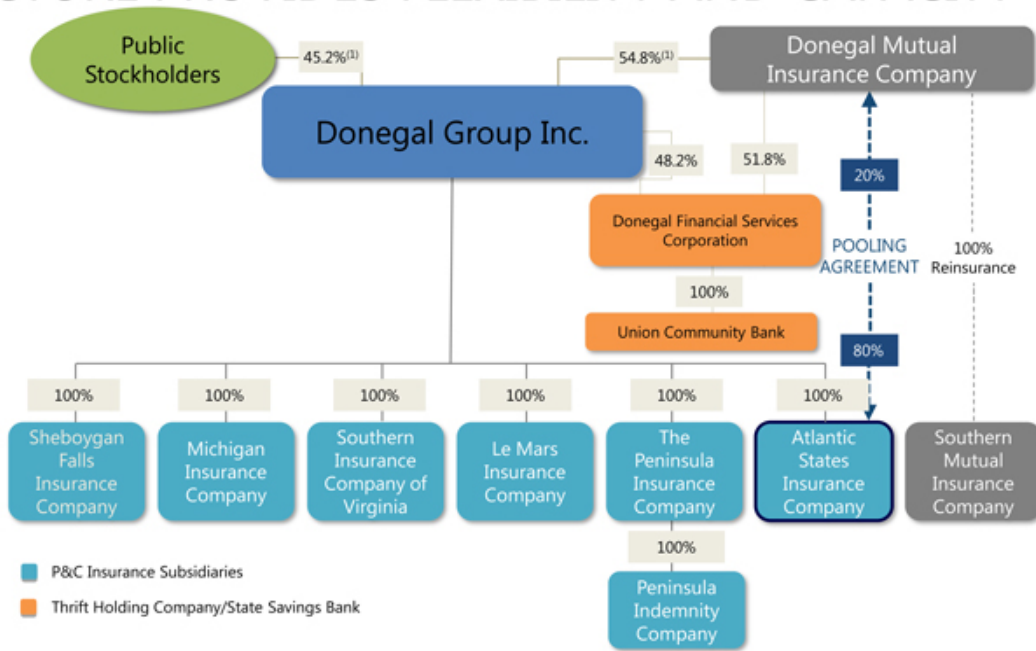 Public
Stockholders
45.2%(1)
54.8%(1)
Donegal Mutual
Insurance Company
Donegal Group Inc.
48.2%
51.8%
20%
Donegal Financial Services
Corporation
POOLING
AGREEMENT
100%
Reinsurance
100%
Union Community Bank
80%
100%
100%
100%
100%
100%
100%
Sheboygan
Falls
Insurance
Company
Michigan
Insurance
Company
Southern
Insurance
Company of
Virginia
Le Mars
Insurance
Company
The
Peninsula
Insurance
Company
Atlantic
States
Insurance
Company
Southern
Mutual
Insurance
Company
100%
Peninsula
Indemnity
Company
P&C Insurance Subsidiaries
Thrift Holding Company/State Savings Bank